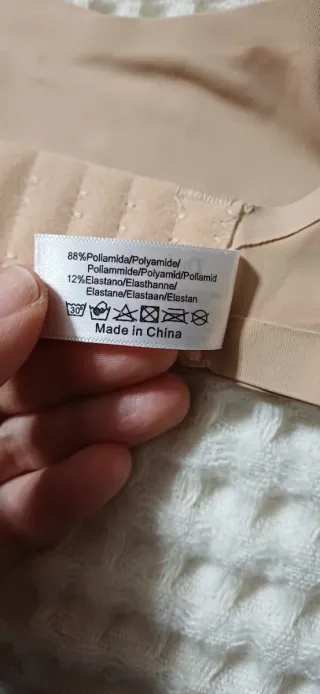 88%Poliamida/Polyamide/
Poliammide/Polyamid/Poliamid
12%Elastano/Elasthanne/
Elastane/Elastaan/Elastan
30°
Made in China